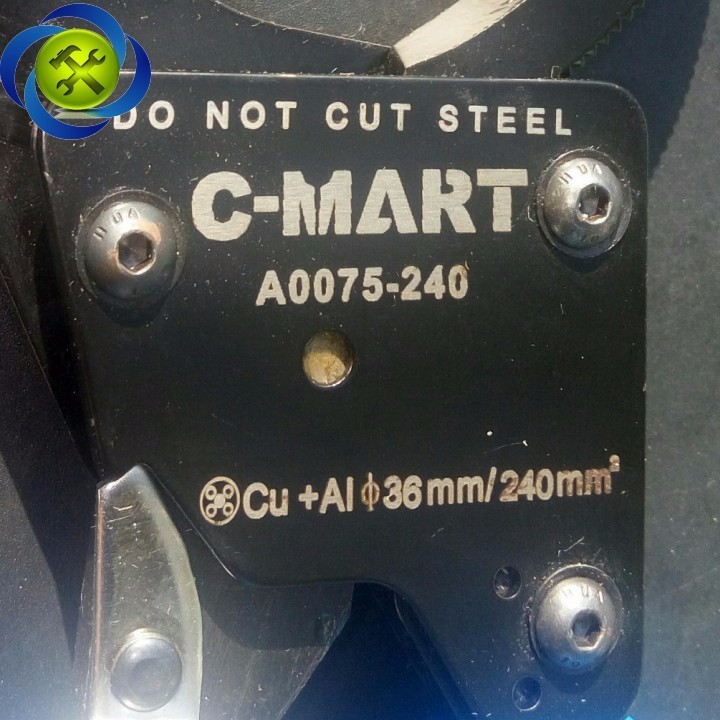 DO NOT CUT STEEL
C-MART
A0075-240
Cu +Al ϕ36mm/240mm²